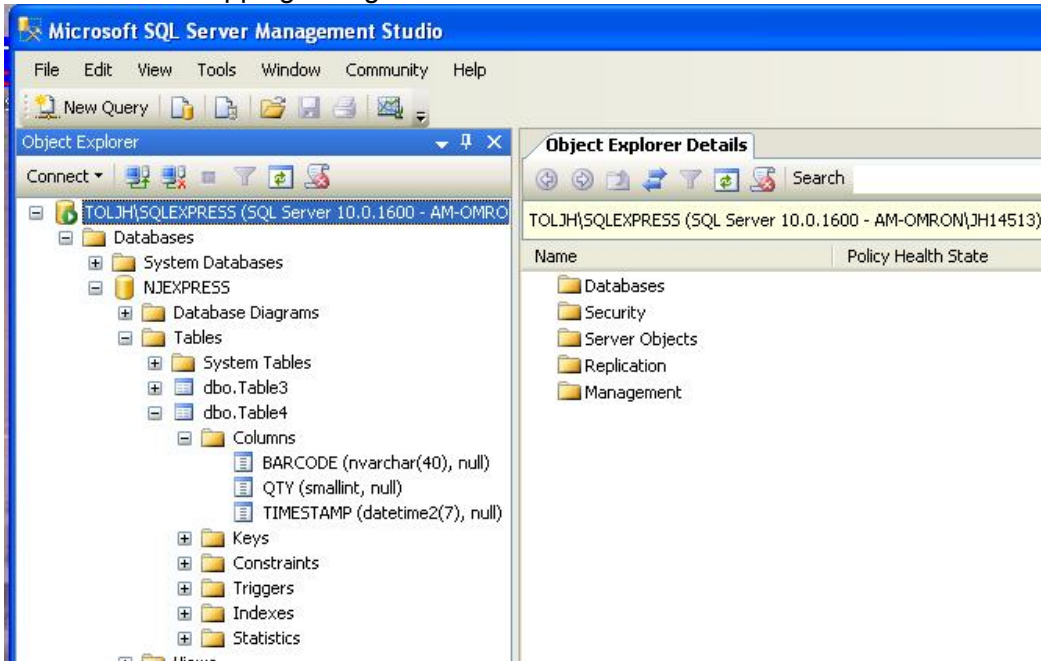 Microsoft SQL Server Management Studio
File Edit View Tools Window Community Help
New Query
Object Explorer
Connect
TOLJH\SQLEXPRESS (SQL Server 10.0.1600 - AM-OMRO
Databases
System Databases
NJEXPRESS
Database Diagrams
Tables
System Tables
dbo.Table3
dbo.Table4
Columns
BARCODE (nvarchar(40), null)
QTY (smallint, null)
TIMESTAMP (datetime2(7), null)
Keys
Constraints
Triggers
Indexes
Statistics
Object Explorer Details
Search
TOLJH\SQLEXPRESS (SQL Server 10.0.1600 - AM-OMRON\JH14513)
Name Policy Health State
Databases
Security
Server Objects
Replication
Management